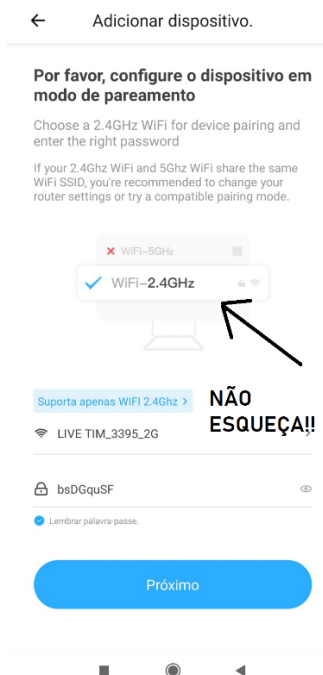 Adicionar dispositivo.
Por favor, configure o dispositivo em
modo de pareamento
Choose a 2.4GHz WiFi for device pairing and
enter the right password
If your 2.4Ghz WiFi and 5Ghz WiFi share the same
WiFi SSID, you're recommended to change your
router settings or try a compatible pairing mode.
WiFi–5GHz
WiFi–2.4GHz
Suporta apenas WIFI 2.4Ghz >
NÃO
ESQUEÇA!!
LIVE TIM_3395_2G
bsDGquSF
Lembrar palavra-passe.
Próximo